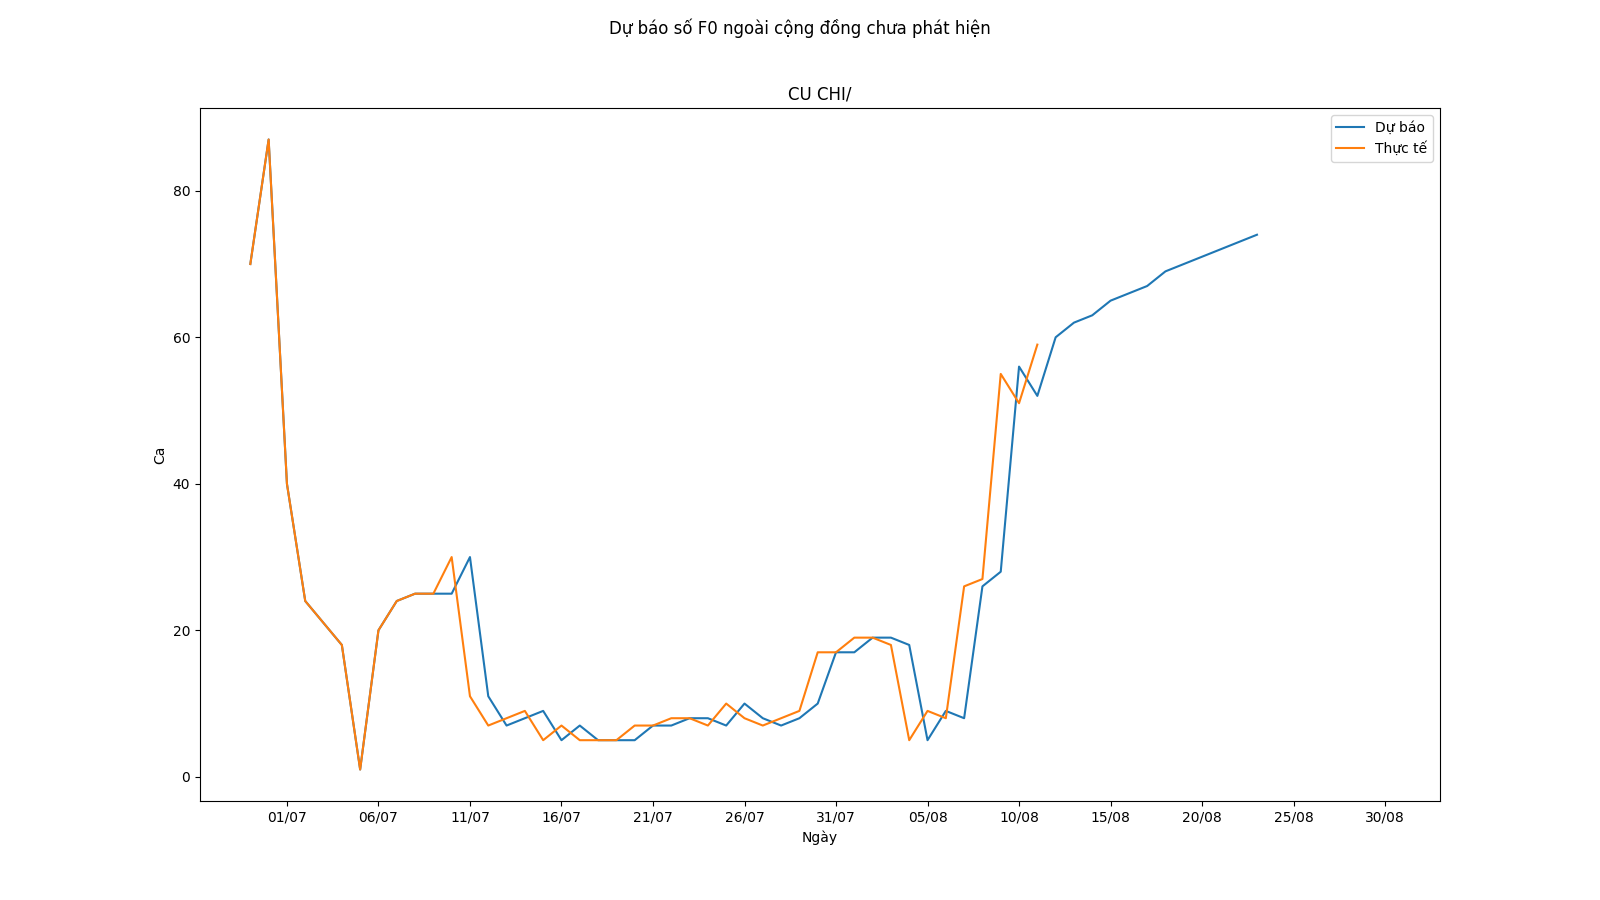 Dự báo số F0 ngoài cộng đồng chưa phát hiện
CU CHI/
Dự báo
Thực tế
Ca
80
60
40
20
0
01/07 06/07 11/07 16/07 21/07 26/07 31/07 05/08 10/08 15/08 20/08 25/08 30/08
Ngày